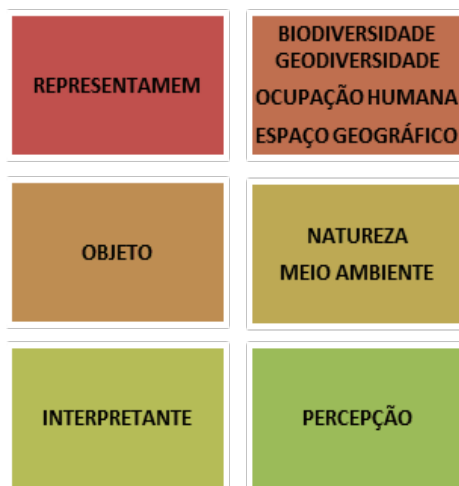 REPRESENTAMEM
BIODIVERSIDADE
GEODIVERSIDADE
OCUPAÇÃO HUMANA
ESPAÇO GEOGRÁFICO
OBJETO
NATUREZA
MEIO AMBIENTE
INTERPRETANTE
PERCEPÇÃO